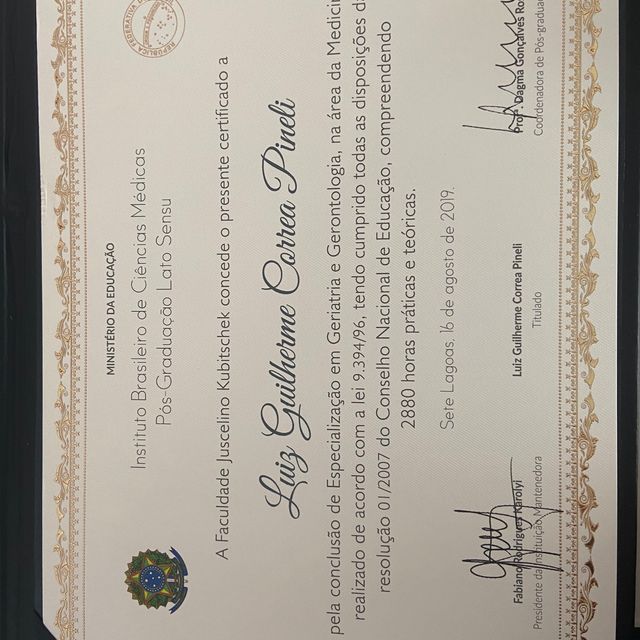 MINISTÉRIO DA EDUCAÇÃO
Instituto Brasileiro de Ciências Médicas
Pós-Graduação Lato Sensu
A Faculdade Juscelino Kubitschek concede o presente certificado a
Luiz Guilherme Correa Pineli
pela conclusão de Especialização em Geriatria e Gerontologia, na área da Medicin
realizado de acordo com a lei 9.394/96, tendo cumprido todas as disposições d
resolução 01/2007 do Conselho Nacional de Educação, compreendendo
2880 horas práticas e teóricas.
Sete Lagoas, 16 de agosto de 2019.
Fabiano Rodrigues Karolyi
Presidente da Instituição Mantenedora
Luiz Guilherme Correa Pineli
Titulado
Profª. Dagma Gonçalves Ro
Coordenadora de Pós-gradua